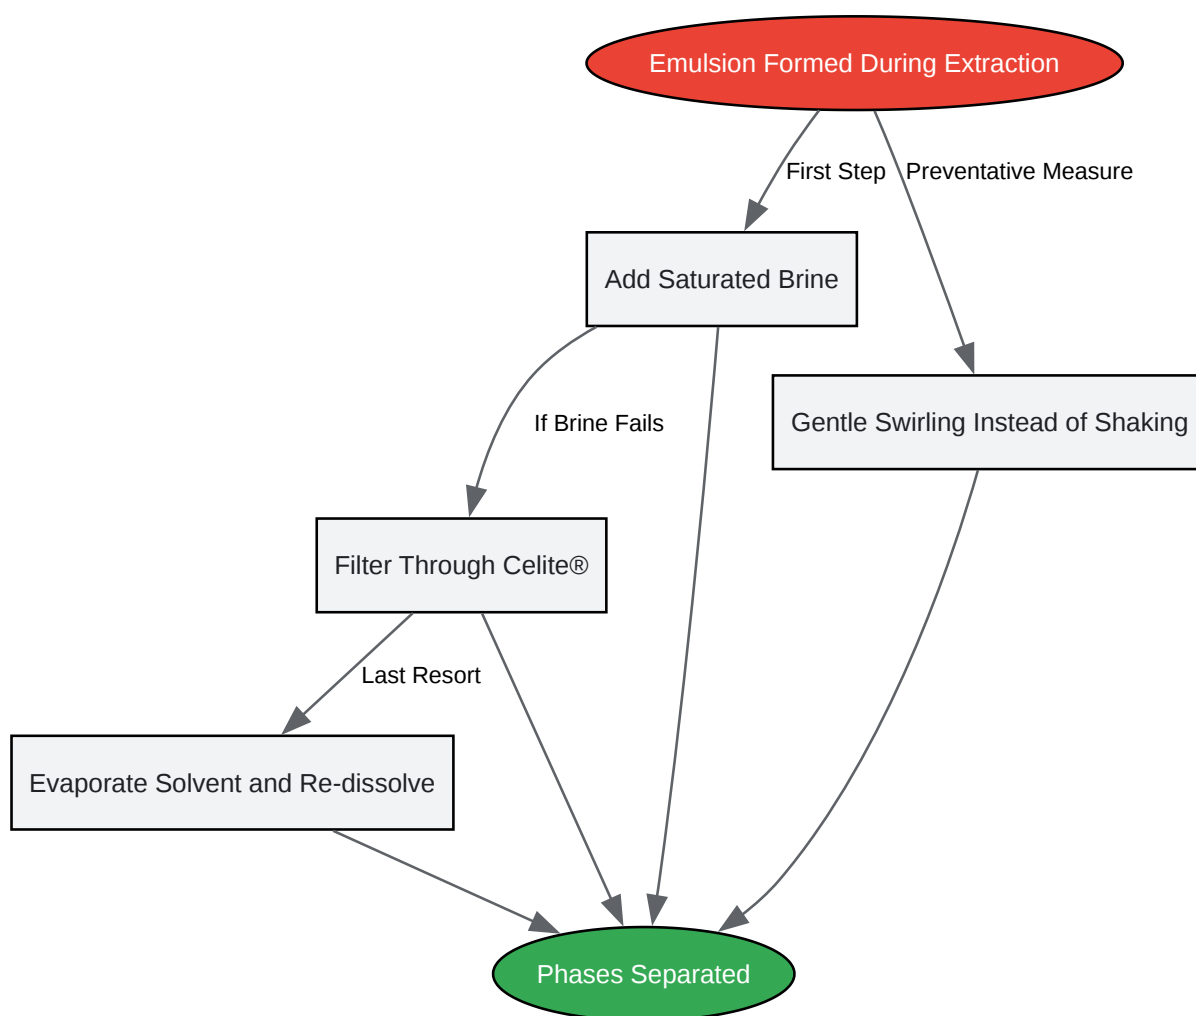 Emulsion Formed During Extraction
First Step
Preventative Measure
Add Saturated Brine
Gentle Swirling Instead of Shaking
If Brine Fails
Filter Through Celite®
Last Resort
Evaporate Solvent and Re-dissolve
Phases Separated